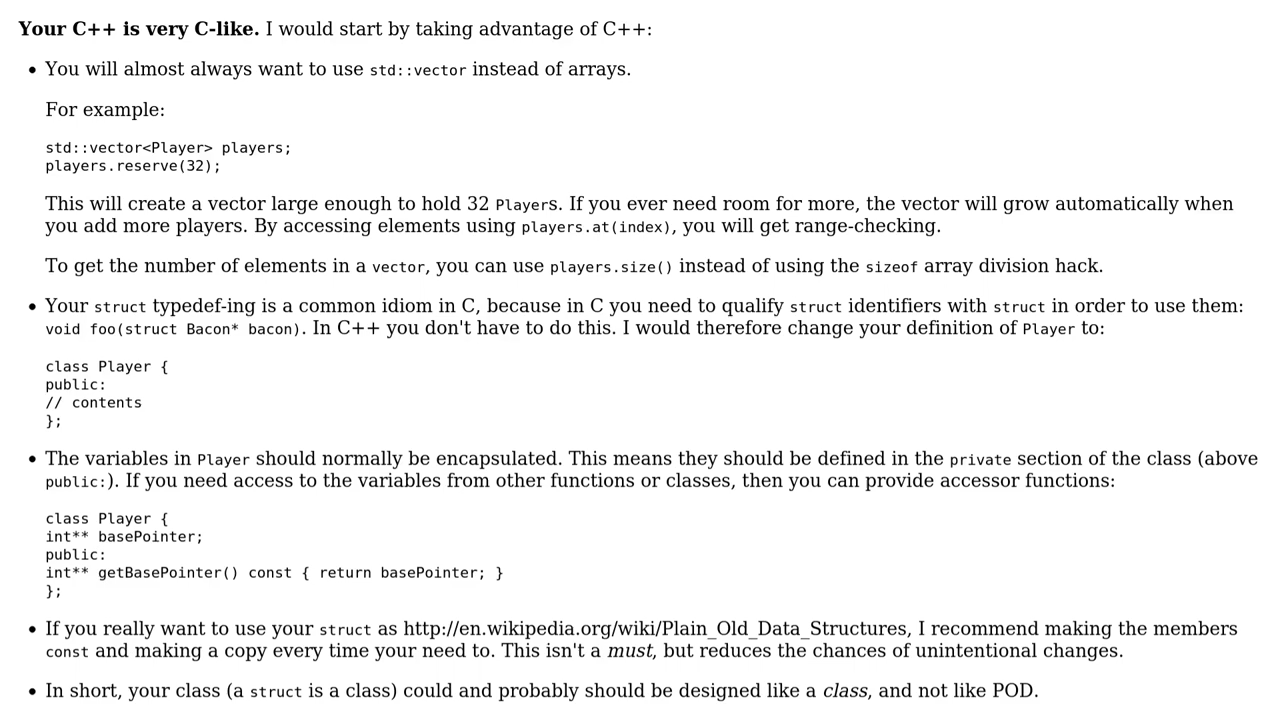 Your C++ is very C-like. I would start by taking advantage of C++:
• You will almost always want to use std::vector instead of arrays.
For example:
std::vector<Player> players;
players.reserve(32);
This will create a vector large enough to hold 32 Players. If you ever need room for more, the vector will grow automatically when
you add more players. By accessing elements using players.at(index), you will get range-checking.
To get the number of elements in a vector, you can use players.size() instead of using the sizeof array division hack.
• Your struct typedef-ing is a common idiom in C, because in C you need to qualify struct identifiers with struct in order to use them:
void foo(struct Bacon* bacon). In C++ you don't have to do this. I would therefore change your definition of Player to:
class Player {
public:
// contents
};
• The variables in Player should normally be encapsulated. This means they should be defined in the private section of the class (above
public:). If you need access to the variables from other functions or classes, then you can provide accessor functions:
class Player {
int** basePointer;
public:
int** getBasePointer() const { return basePointer; }
};
• If you really want to use your struct as http://en.wikipedia.org/wiki/Plain_Old_Data_Structures, I recommend making the members
const and making a copy every time your need to. This isn't a must, but reduces the chances of unintentional changes.
• In short, your class (a struct is a class) could and probably should be designed like a class, and not like POD.